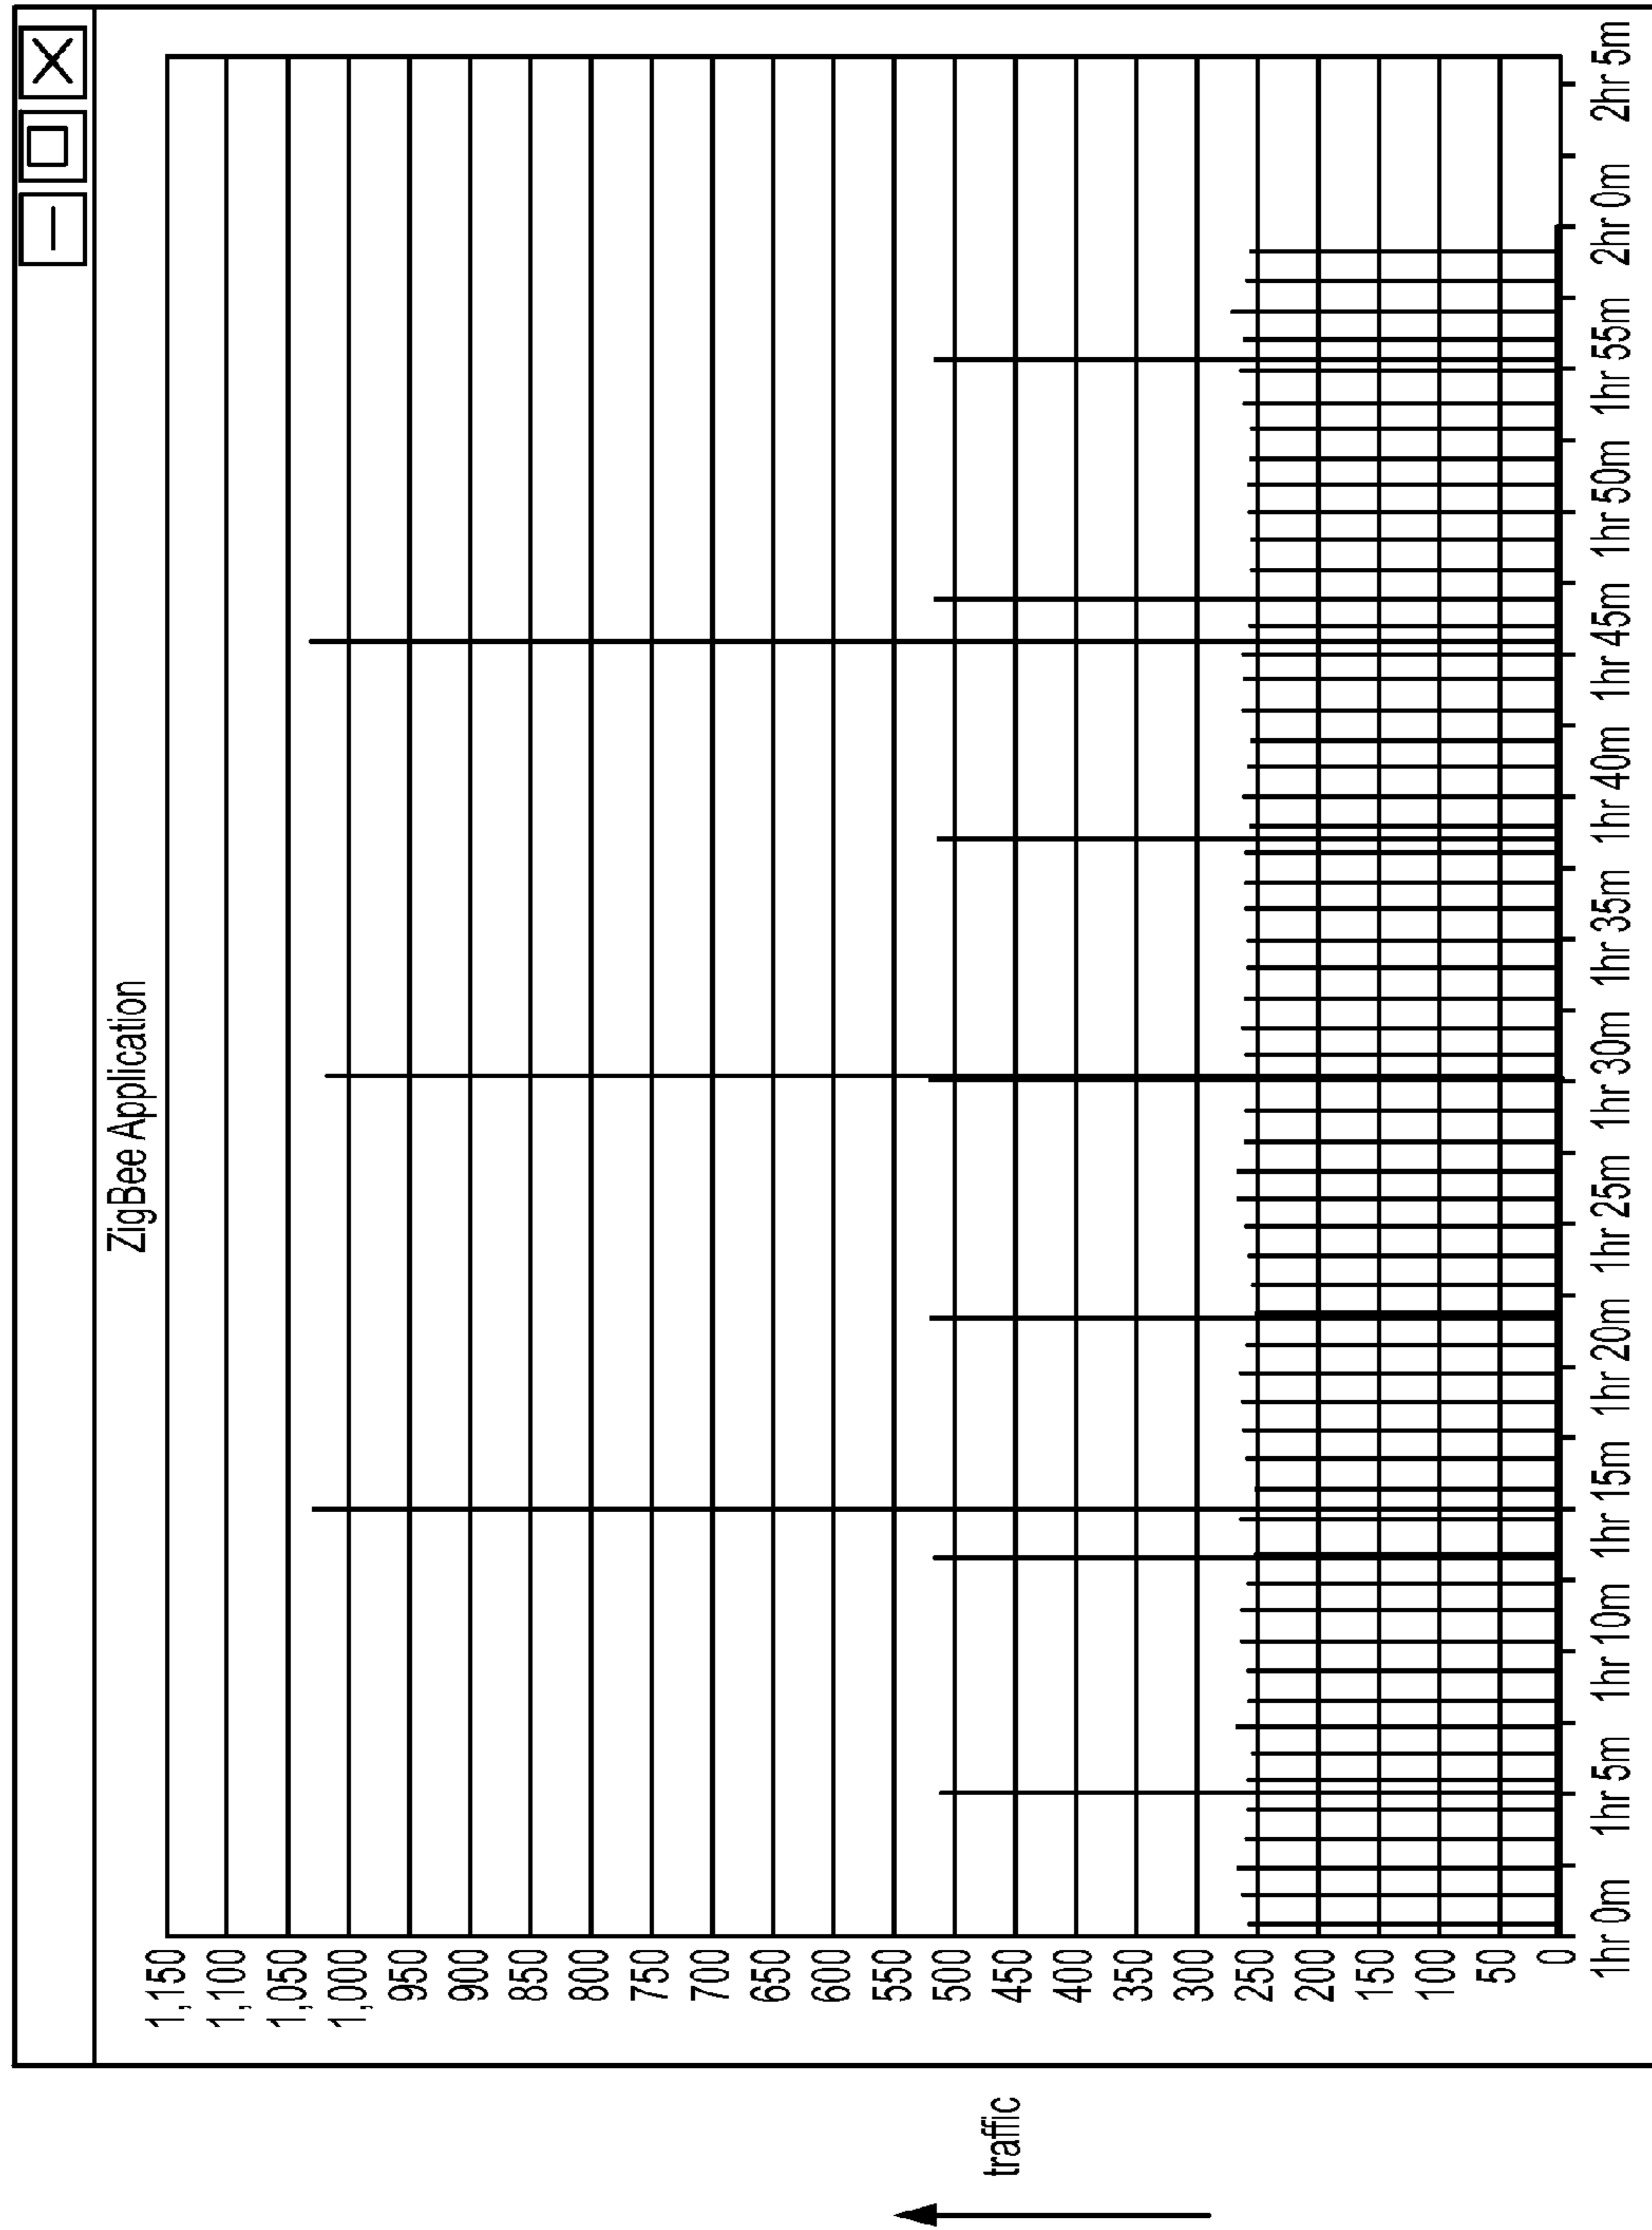 ZigBee Application
traffic
1,150
1,100
1,050
1,000
950
900
850
800
750
700
650
600
550
500
450
400
350
300
250
200
150
100
50
0
1hr 0m
1hr 5m
1hr 10m
1hr 15m
1hr 20m
1hr 25m
1hr 30m
1hr 35m
1hr 40m
1hr 45m
1hr 50m
1hr 55m
2hr 0m
2hr 5m